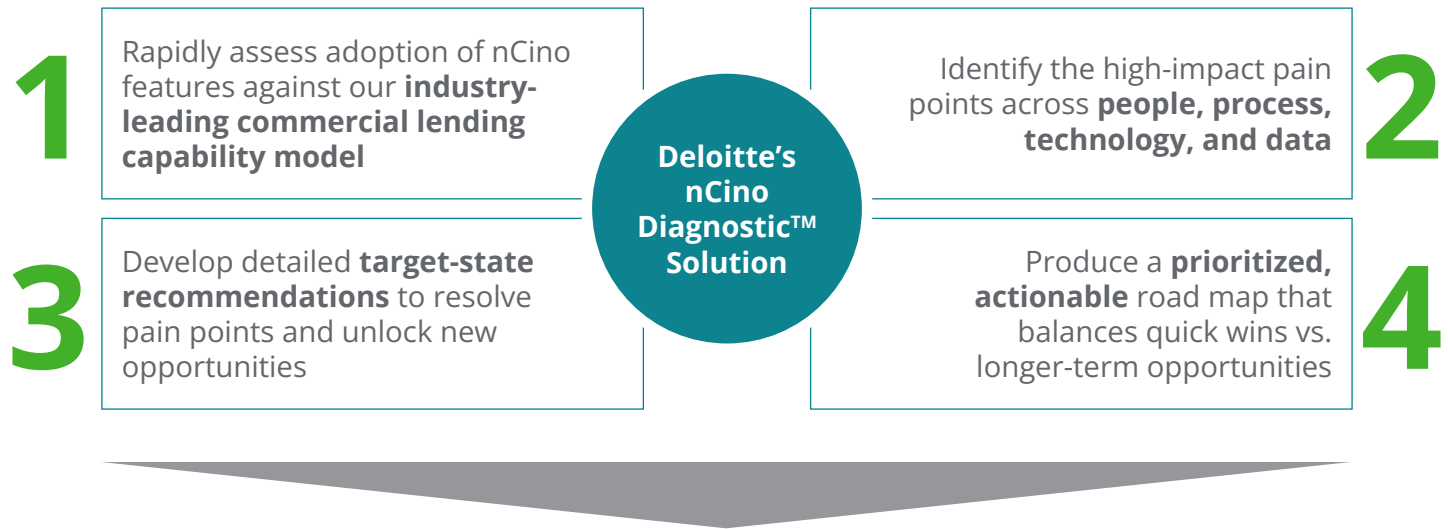 1
Rapidly assess adoption of nCino
features against our industry-
leading commercial lending
capability model
Deloitte’s
nCino
Diagnostic™
Solution
Identify the high-impact pain
points across people, process,
technology, and data
2
3
Develop detailed target-state
recommendations to resolve
pain points and unlock new
opportunities
Produce a prioritized,
actionable road map that
balances quick wins vs.
longer-term opportunities
4